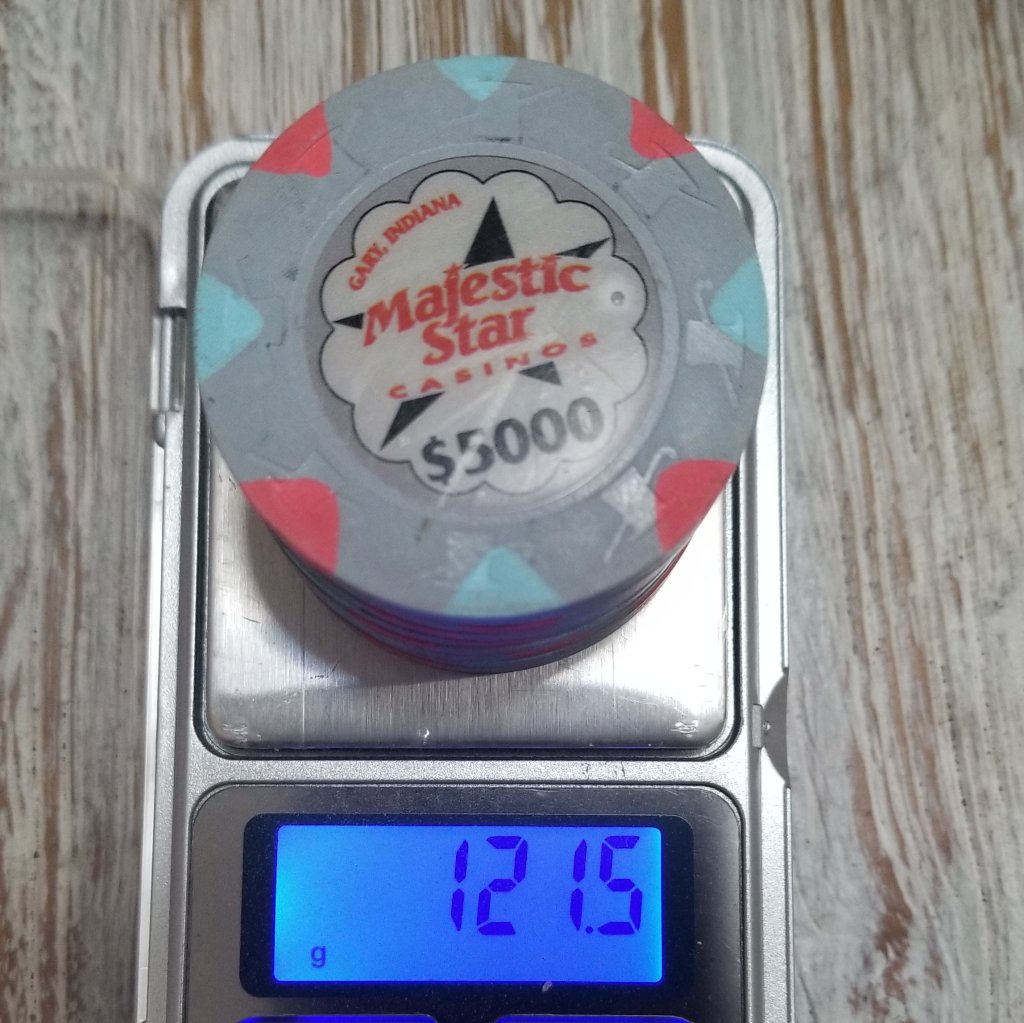 GARY, INDIANA
Majestic
Star
CASINOS
$5000
121.5
g